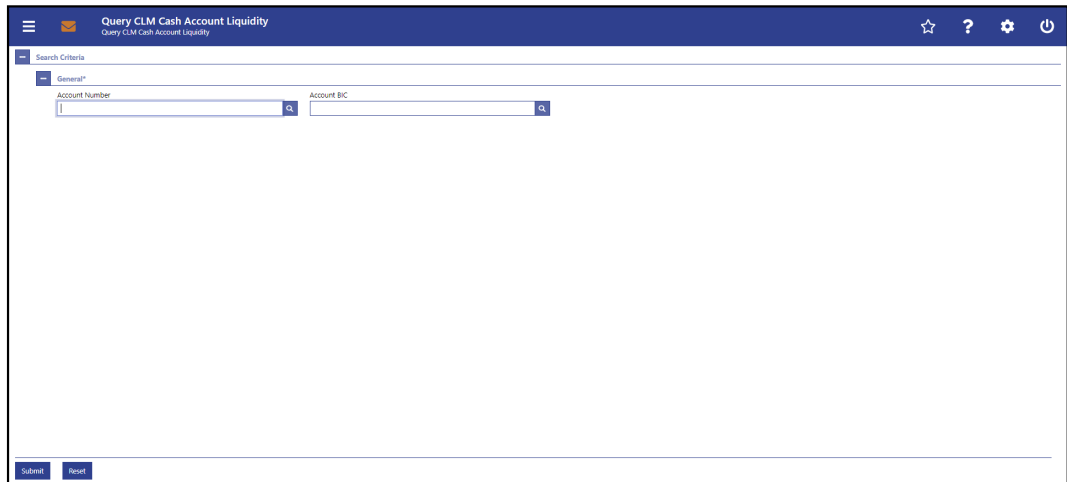 Query CLM Cash Account Liquidity
Query CLM Cash Account Liquidity
Search Criteria
General*
Account Number
Account BIC
Submit
Reset